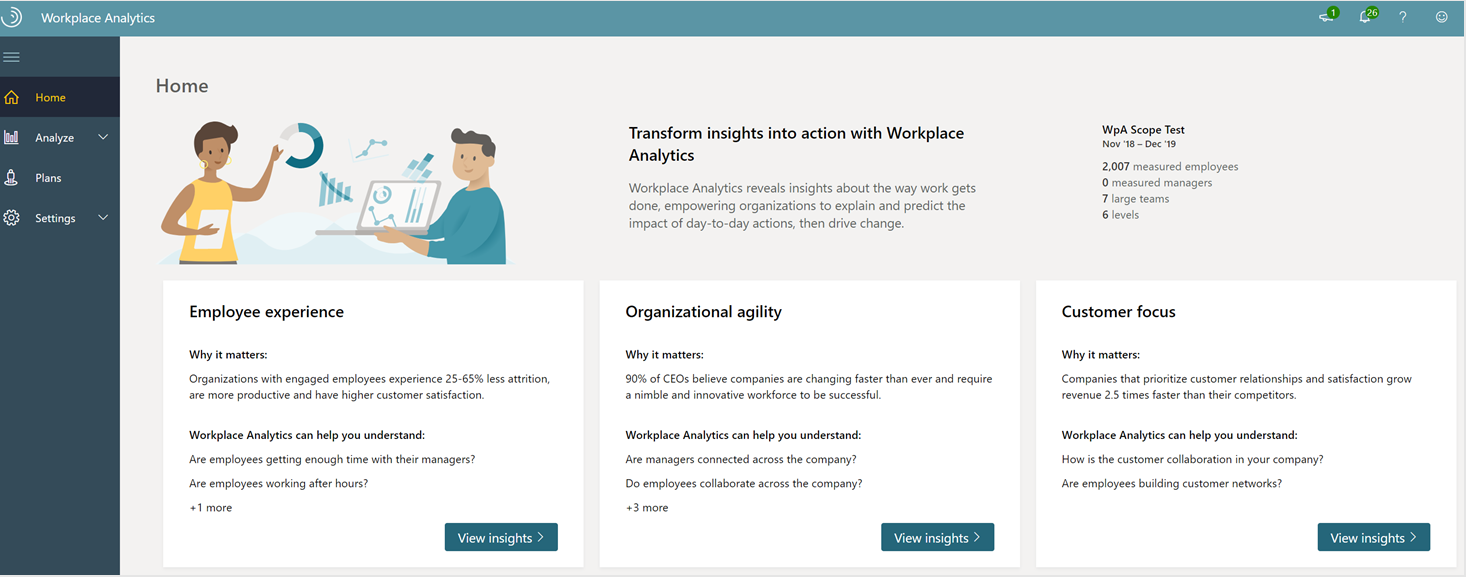 Workplace Analytics
1
26
?
Home
Analyze
Plans
Settings
Home
Transform insights into action with Workplace
Analytics
Workplace Analytics reveals insights about the way work gets
done, empowering organizations to explain and predict the
impact of day-to-day actions, then drive change.
WpA Scope Test
Nov '18 – Dec '19
2,007 measured employees
0 measured managers
7 large teams
6 levels
Employee experience
Why it matters:
Organizations with engaged employees experience 25-65% less attrition,
are more productive and have higher customer satisfaction.
Workplace Analytics can help you understand:
Are employees getting enough time with their managers?
Are employees working after hours?
+1 more
View insights
Organizational agility
Why it matters:
90% of CEOs believe companies are changing faster than ever and require
a nimble and innovative workforce to be successful.
Workplace Analytics can help you understand:
Are managers connected across the company?
Do employees collaborate across the company?
+3 more
View insights
Customer focus
Why it matters:
Companies that prioritize customer relationships and satisfaction grow
revenue 2.5 times faster than their competitors.
Workplace Analytics can help you understand:
How is the customer collaboration in your company?
Are employees building customer networks?
View insights